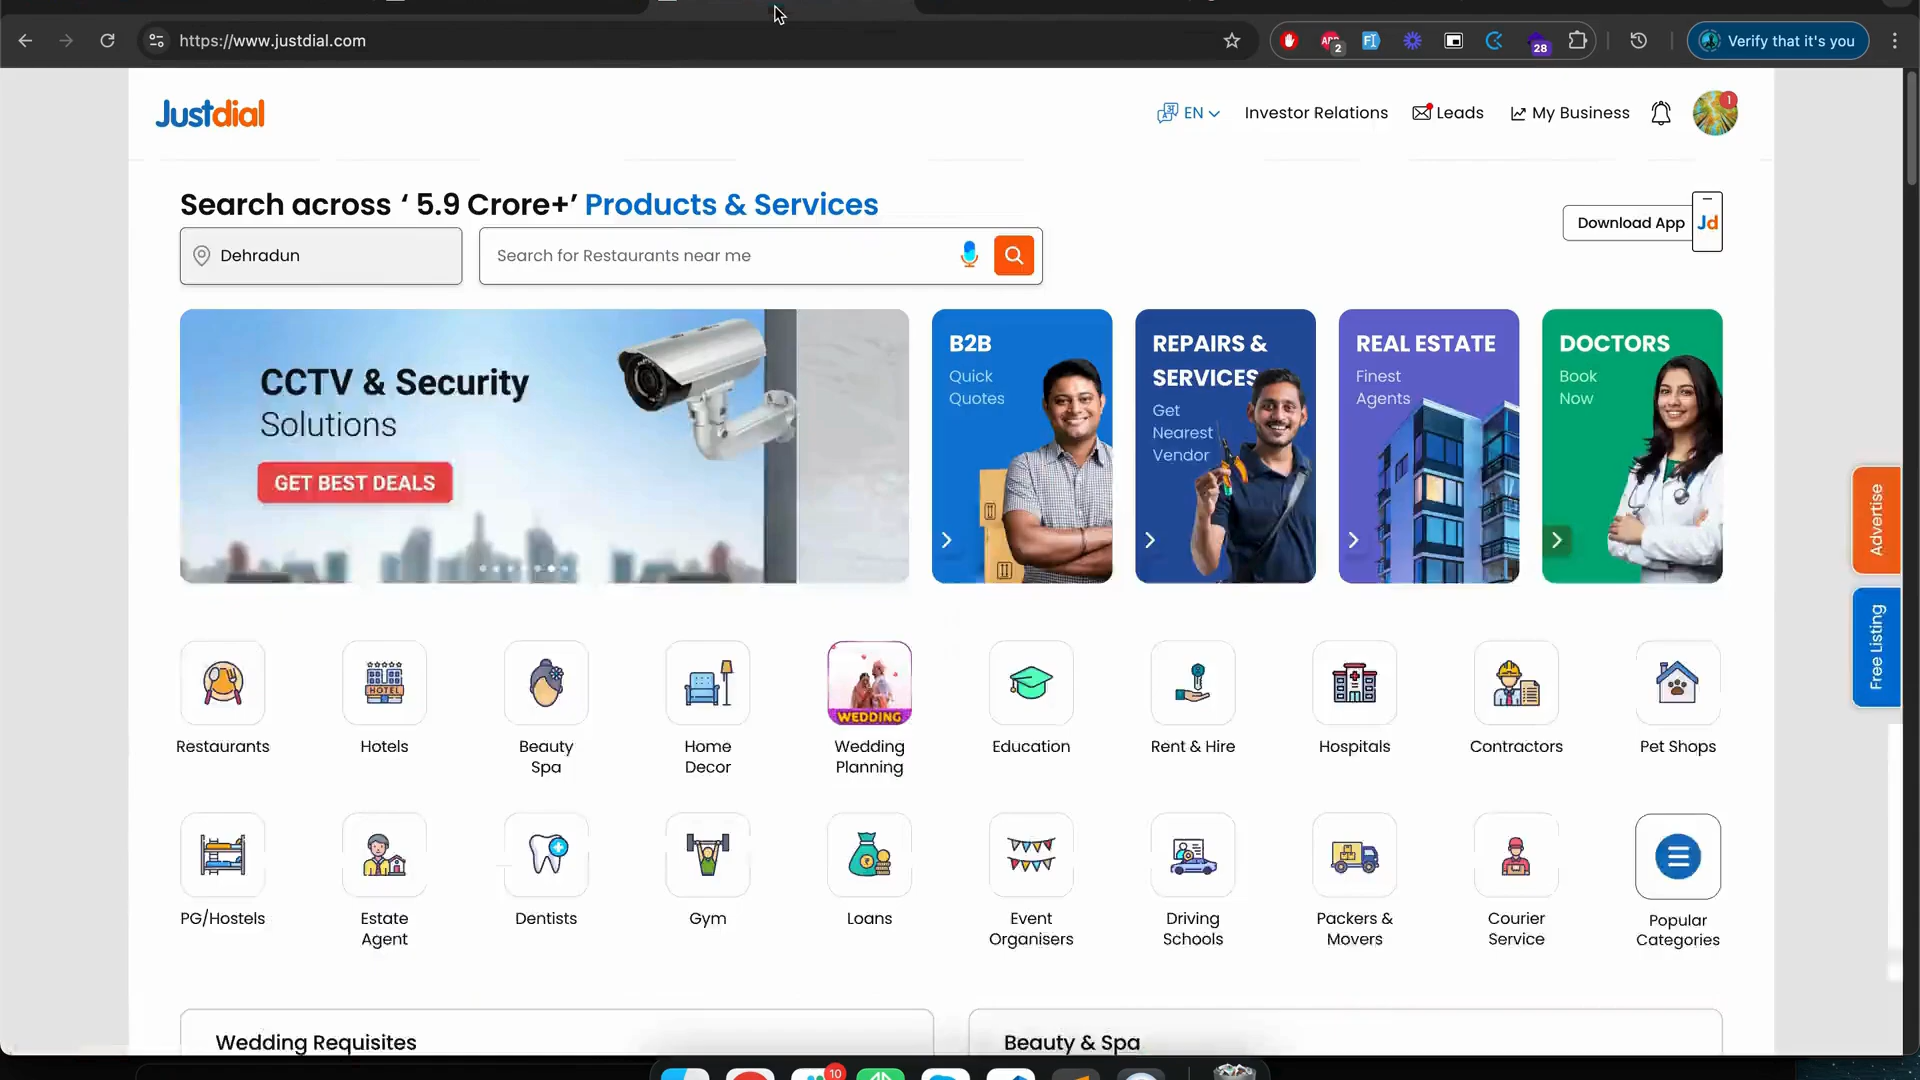 https://www.justdial.com
2
28
Verify that it's you
Justdial
EN
Investor Relations
Leads
My Business
1
Search across ‘ 5.9 Crore+’ Products & Services
Dehradun
Search for Restaurants near me
Download App
Jd
CCTV & Security
Solutions
GET BEST DEALS
B2B
Quick
Quotes
REPAIRS &
SERVICES
Get
Nearest
Vendor
REAL ESTATE
Finest
Agents
DOCTORS
Book
Now
Advertise
Free Listing
HOTEL
WEDDING
Restaurants
Hotels
Beauty
Spa
Home
Decor
Wedding
Planning
Education
Rent & Hire
Hospitals
Contractors
Pet Shops
PG/Hostels
Estate
Agent
Dentists
Gym
Loans
Event
Organisers
Driving
Schools
Packers &
Movers
Courier
Service
Popular
Categories
Wedding Requisites
Beauty & Spa
10